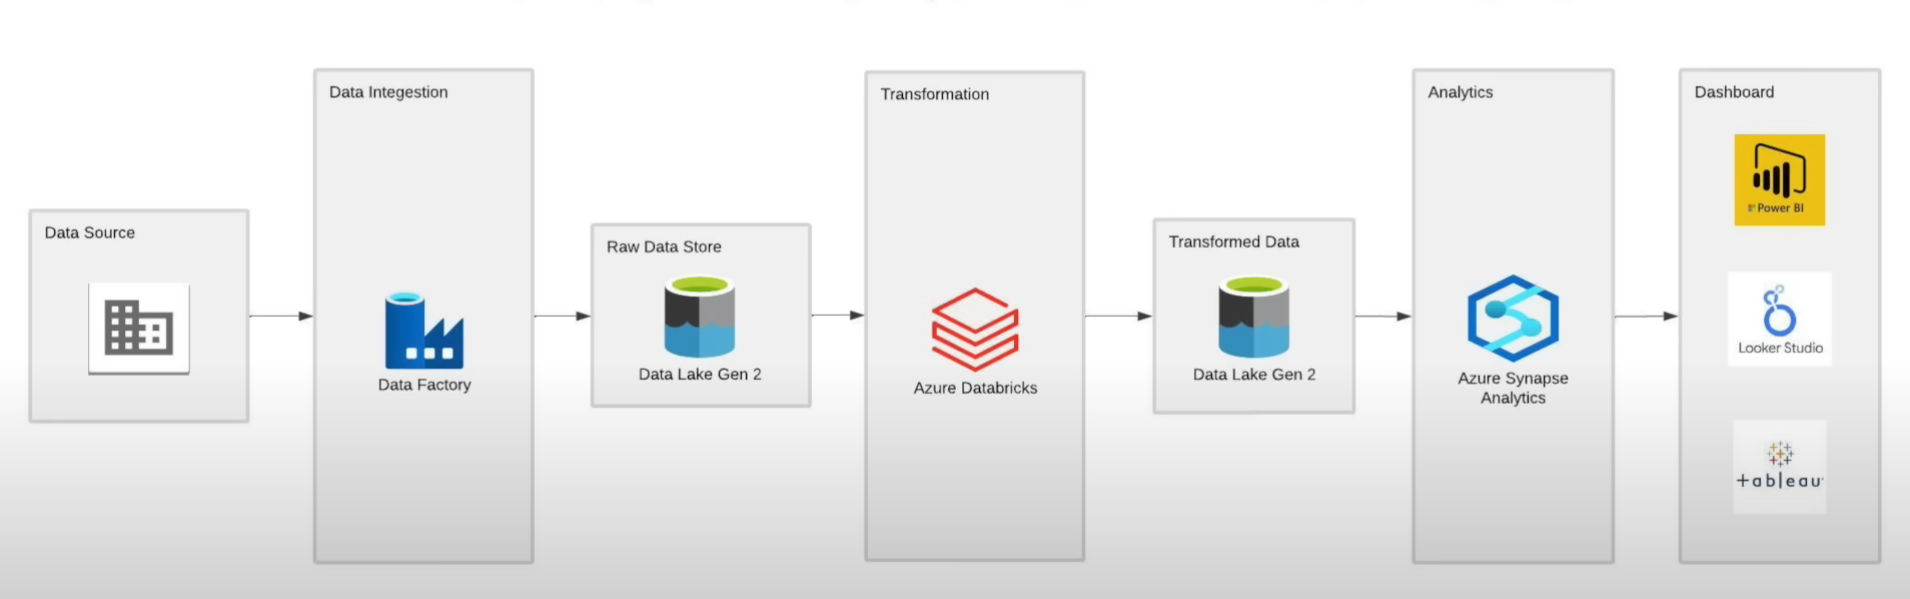 Data Source
Data Integestion
Data Factory
Raw Data Store
Data Lake Gen 2
Transformation
Azure Databricks
Transformed Data
Data Lake Gen 2
Analytics
Azure Synapse
Analytics
Dashboard
Power BI
Looker Studio
+ableau